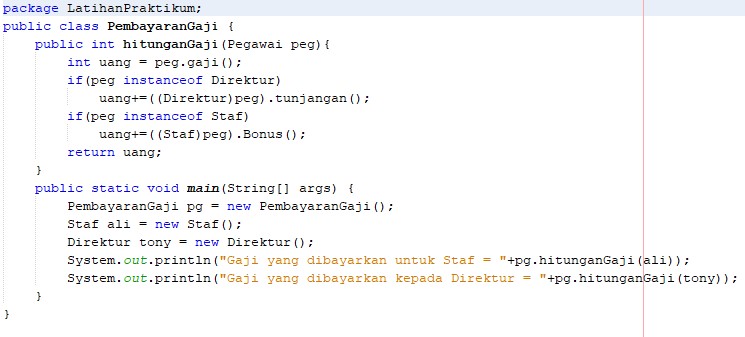 package LatihanPraktikum;
public class PembayaranGaji {
    public int hitunganGaji(Pegawai peg){
        int uang = peg.gaji();
        if(peg instanceof Direktur)
            uang+=((Direktur)peg).tunjangan();
        if(peg instanceof Staf)
            uang+=((Staf)peg).Bonus();
        return uang;
    }
    public static void main(String[] args) {
        PembayaranGaji pg = new PembayaranGaji();
        Staf ali = new Staf();
        Direktur tony = new Direktur();
        System.out.println("Gaji yang dibayarkan untuk Staf = "+pg.hitunganGaji(ali));
        System.out.println("Gaji yang dibayarkan kepada Direktur = "+pg.hitunganGaji(tony));
    }
}